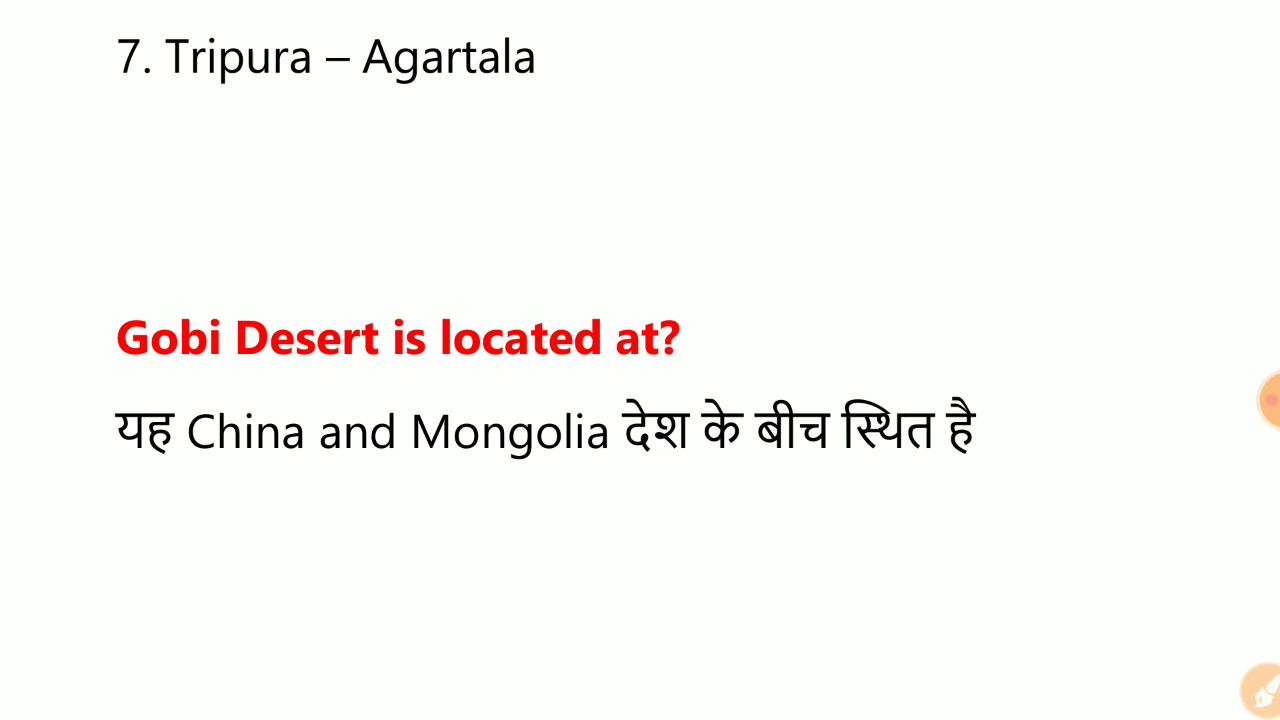 7. Tripura – Agartala
Gobi Desert is located at?
यह China and Mongolia देश के बीच स्थित है